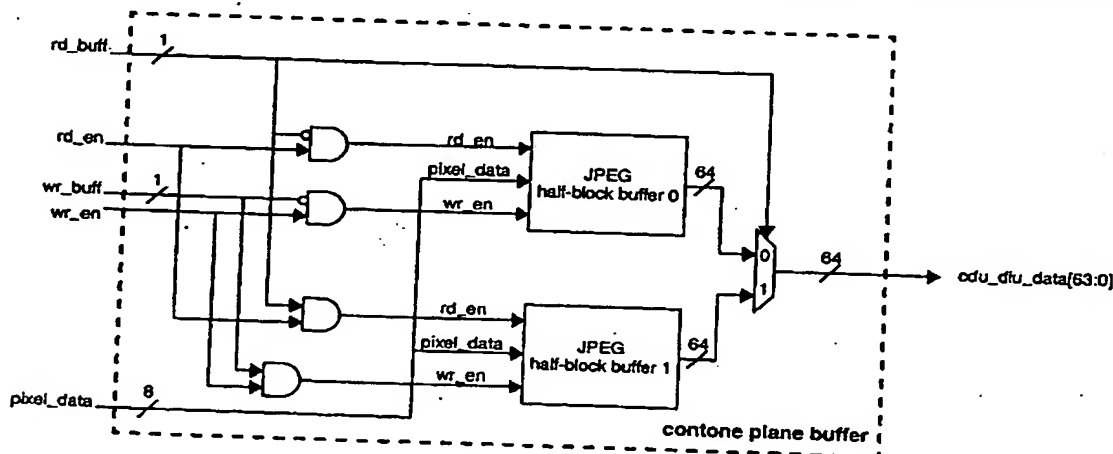 rd_buff
1
rd_en
wr_buff
1
wr_en
rd_en
pixel_data
wr_en
JPEG
half-block buffer 0
64
0
1
64
cdu_diu_data[63:0]
rd_en
pixel_data
wr_en
JPEG
half-block buffer 1
64
pixel_data
8
contone plane buffer